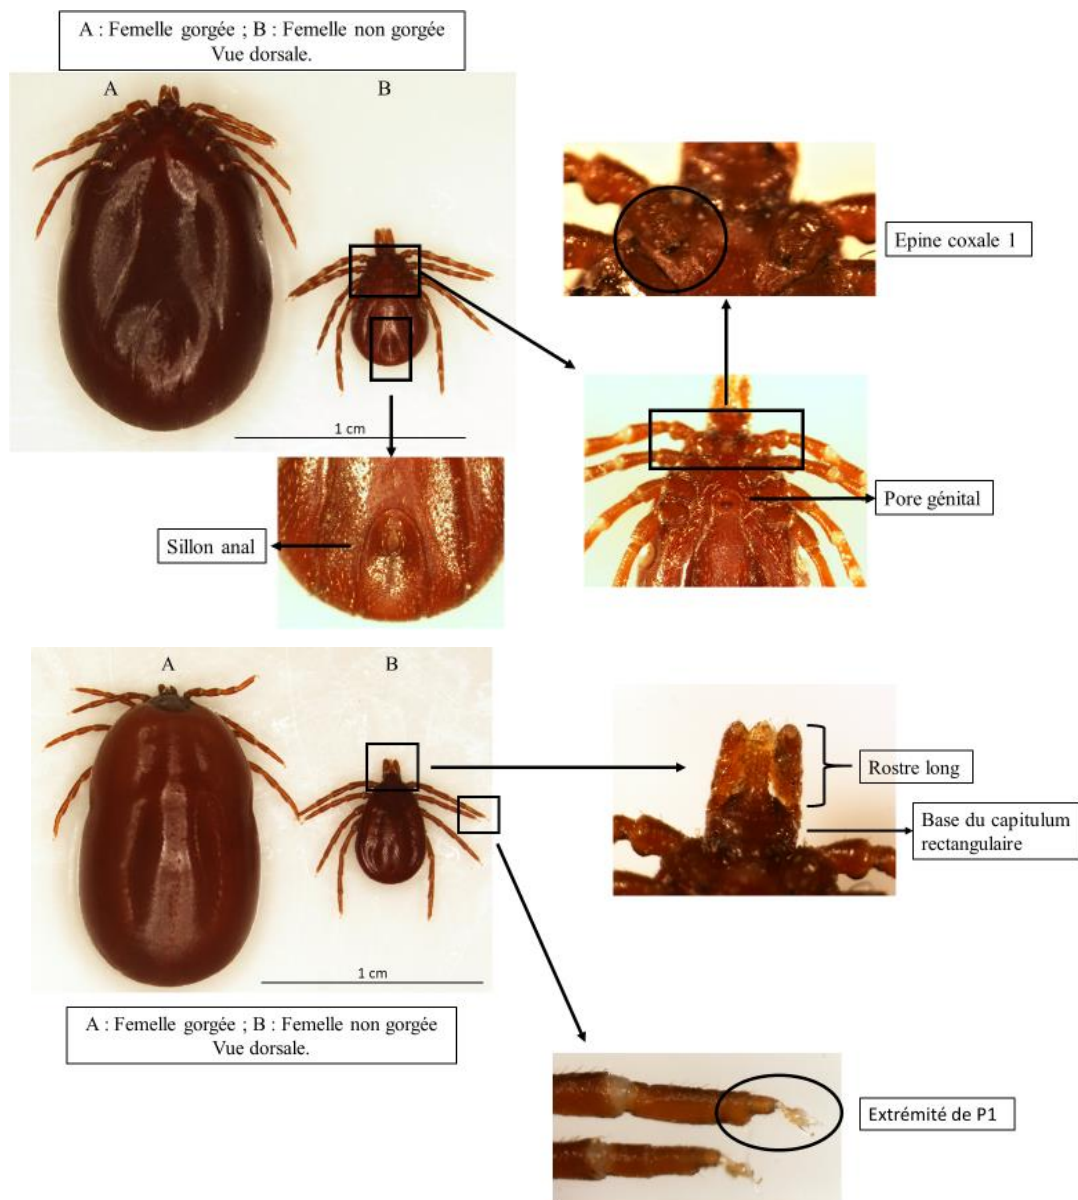 A : Femelle gorgée ; B : Femelle non gorgée
Vue dorsale.
A
B
Epine coxale 1
1 cm
Pore génital
Sillon anal
A
B
Rostre long
Base du capitulum
rectangulaire
1 cm
A : Femelle gorgée ; B : Femelle non gorgée
Vue dorsale.
Extrémité de P1